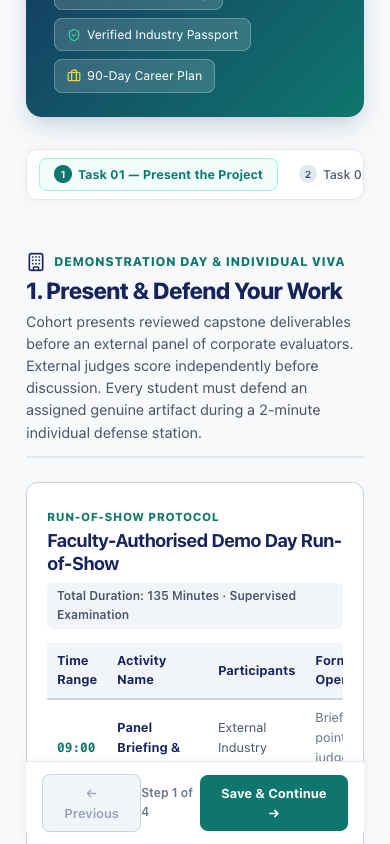 Verified Industry Passport
90-Day Career Plan
1 Task 01 — Present the Project
2 Task 0
DEMONSTRATION DAY & INDIVIDUAL VIVA
1. Present & Defend Your Work
Cohort presents reviewed capstone deliverables
before an external panel of corporate evaluators.
External judges score independently before
discussion. Every student must defend an
assigned genuine artifact during a 2-minute
individual defense station.
RUN-OF-SHOW PROTOCOL
Faculty-Authorised Demo Day Run-
of-Show
Total Duration: 135 Minutes · Supervised
Examination
Time
Range
Activity
Name
Participants
09:00
Panel
Briefing &
External
Industry
Brief
point
←
Previous
Step 1 of
4
Save & Continue
→